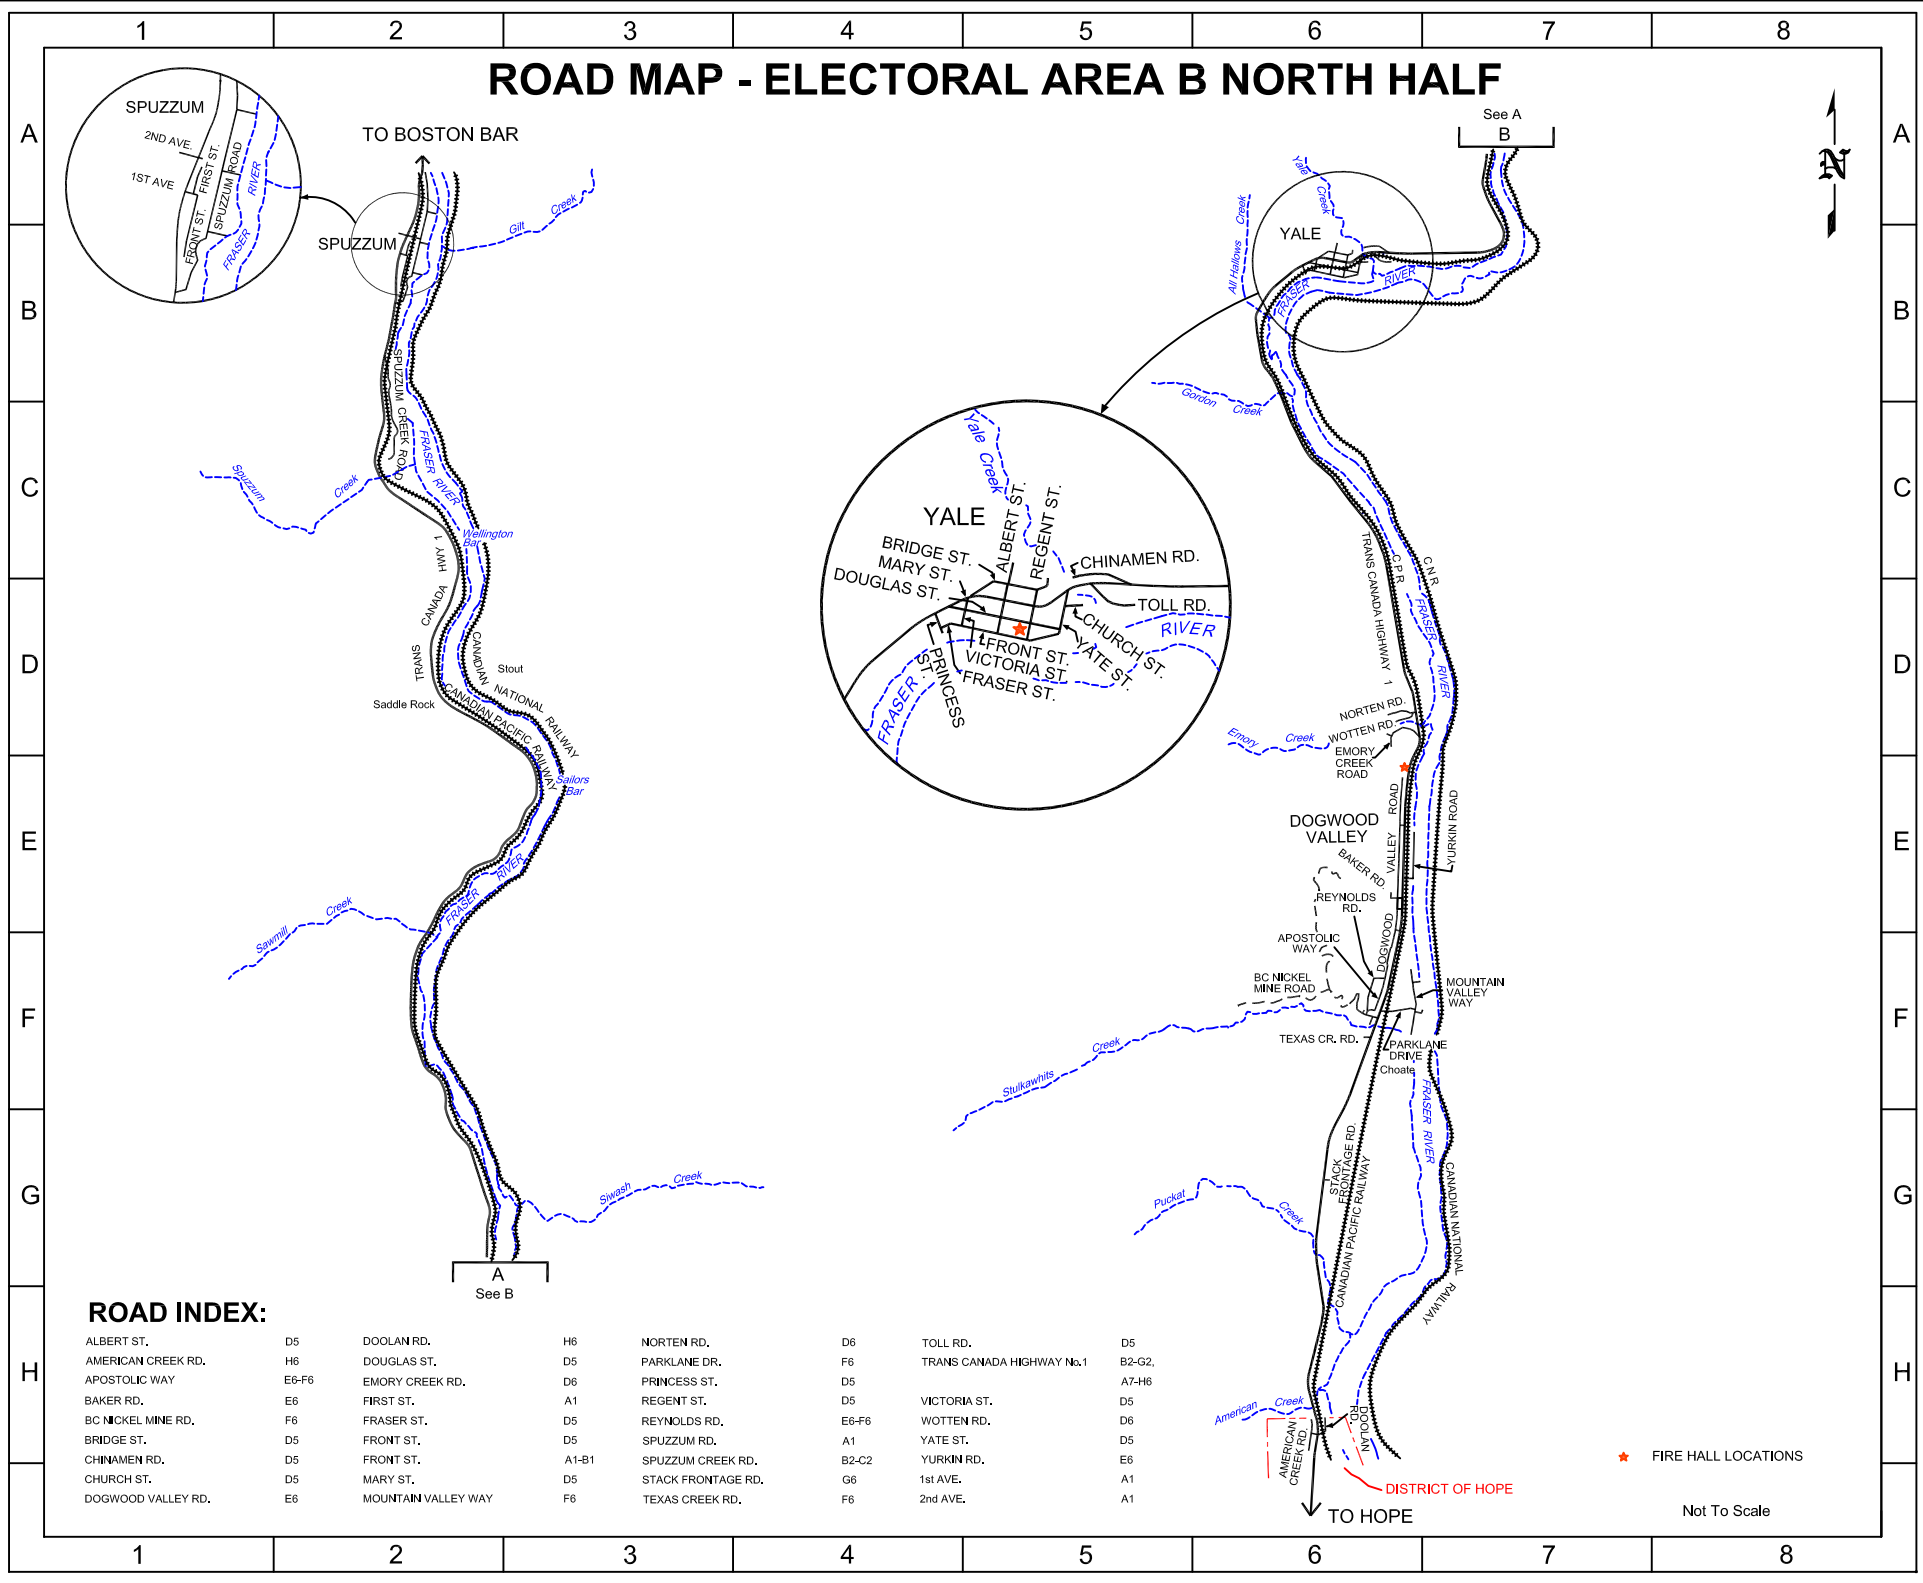 1 2 3 4 5 6 7 8
ROAD MAP - ELECTORAL AREA B NORTH HALF
A
A
SPUZZUM
2ND AVE.
1ST AVE
FIRST ST.
FRONT ST.
SPUZZUM ROAD
RIVER
FRASER
TO BOSTON BAR
SPUZZUM
Gilt Creek
See A
B
N
Yale Creek
All Hallows Creek
YALE
FRASER RIVER
B
B
SPUZZUM CREEK ROAD
FRASER RIVER
Gordon Creek
C
C
Spuzzum Creek
Wellington
Bar
TRANS CANADA HWY 1
YALE
Yale Creek
ALBERT ST.
REGENT ST.
BRIDGE ST.
MARY ST.
DOUGLAS ST.
CHINAMEN RD.
TOLL RD.
RIVER
CHURCH ST.
YATE ST.
FRONT ST.
VICTORIA ST.
FRASER ST.
PRINCESS
ST.
FRASER
TRANS CANADA HIGHWAY 1
C P R
C N R
FRASER RIVER
D
D
CANADIAN NATIONAL RAILWAY
Stout
Saddle Rock
CANADIAN PACIFIC RAILWAY
NORTEN RD.
WOTTEN RD.
Emory Creek
EMORY
CREEK
ROAD
Sailors
Bar
E
E
DOGWOOD
VALLEY
DOGWOOD VALLEY ROAD
YURKIN ROAD
BAKER RD.
REYNOLDS
RD.
APOSTOLIC
WAY
FRASER RIVER
Sawmill Creek
BC NICKEL
MINE ROAD
MOUNTAIN
VALLEY
WAY
F
F
TEXAS CR. RD.
PARKLANE
DRIVE
Choate
Stulkawhits Creek
FRASER RIVER
G
G
Siwash Creek
Puckat Creek
STACK
FRONTAGE RD.
CANADIAN PACIFIC RAILWAY
CANADIAN NATIONAL RAILWAY
A
See B
H
H
ROAD INDEX:
ALBERT ST. D5 DOOLAN RD. H6 NORTEN RD. D6 TOLL RD. D5
AMERICAN CREEK RD. H6 DOUGLAS ST. D5 PARKLANE DR. F6 TRANS CANADA HIGHWAY No.1 B2-G2,
APOSTOLIC WAY E6-F6 EMORY CREEK RD. D6 PRINCESS ST. D5 A7-H6
BAKER RD. E6 FIRST ST. A1 REGENT ST. D5 VICTORIA ST. D5
BC NICKEL MINE RD. F6 FRASER ST. D5 REYNOLDS RD. E6-F6 WOTTEN RD. D6
BRIDGE ST. D5 FRONT ST. D5 SPUZZUM RD. A1 YATE ST. D5
CHINAMEN RD. D5 FRONT ST. A1-B1 SPUZZUM CREEK RD. B2-C2 YURKIN RD. E6
CHURCH ST. D5 MARY ST. D5 STACK FRONTAGE RD. G6 1st AVE. A1
DOGWOOD VALLEY RD. E6 MOUNTAIN VALLEY WAY F6 TEXAS CREEK RD. F6 2nd AVE. A1
American Creek
AMERICAN
CREEK RD.
DOOLAN
RD.
DISTRICT OF HOPE
TO HOPE
FIRE HALL LOCATIONS
Not To Scale
1 2 3 4 5 6 7 8